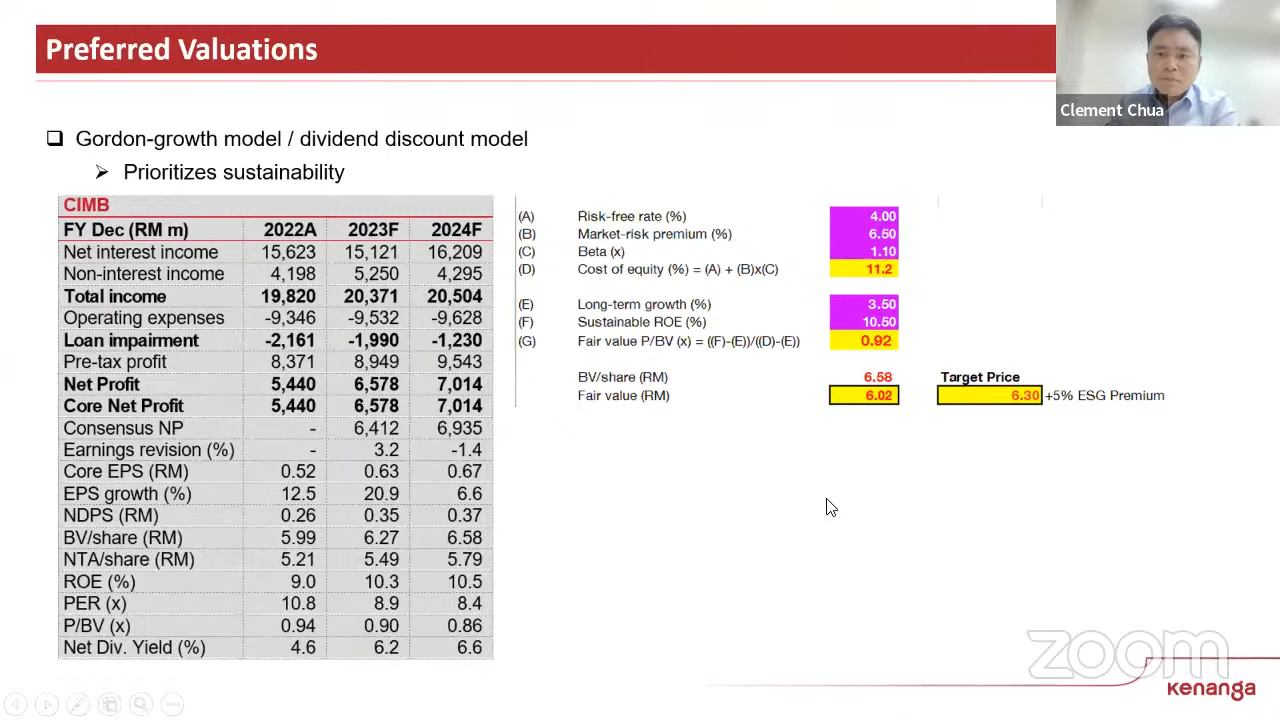 Preferred Valuations
Clement Chua
❑ Gordon-growth model / dividend discount model
➢ Prioritizes sustainability
CIMB
FY Dec (RM m) 2022A 2023F 2024F
Net interest income 15,623 15,121 16,209
Non-interest income 4,198 5,250 4,295
Total income 19,820 20,371 20,504
Operating expenses -9,346 -9,532 -9,628
Loan impairment -2,161 -1,990 -1,230
Pre-tax profit 8,371 8,949 9,543
Net Profit 5,440 6,578 7,014
Core Net Profit 5,440 6,578 7,014
Consensus NP - 6,412 6,935
Earnings revision (%) - 3.2 -1.4
Core EPS (RM) 0.52 0.63 0.67
EPS growth (%) 12.5 20.9 6.6
NDPS (RM) 0.26 0.35 0.37
BV/share (RM) 5.99 6.27 6.58
NTA/share (RM) 5.21 5.49 5.79
ROE (%) 9.0 10.3 10.5
PER (x) 10.8 8.9 8.4
P/BV (x) 0.94 0.90 0.86
Net Div. Yield (%) 4.6 6.2 6.6
(A) Risk-free rate (%) 4.00
(B) Market-risk premium (%) 6.50
(C) Beta (x) 1.10
(D) Cost of equity (%) = (A) + (B)x(C) 11.2
(E) Long-term growth (%) 3.50
(F) Sustainable ROE (%) 10.50
(G) Fair value P/BV (x) = ((F)-(E))/((D)-(E)) 0.92
BV/share (RM) 6.58 Target Price
Fair value (RM) 6.02 6.30 +5% ESG Premium
zoom
kenanga